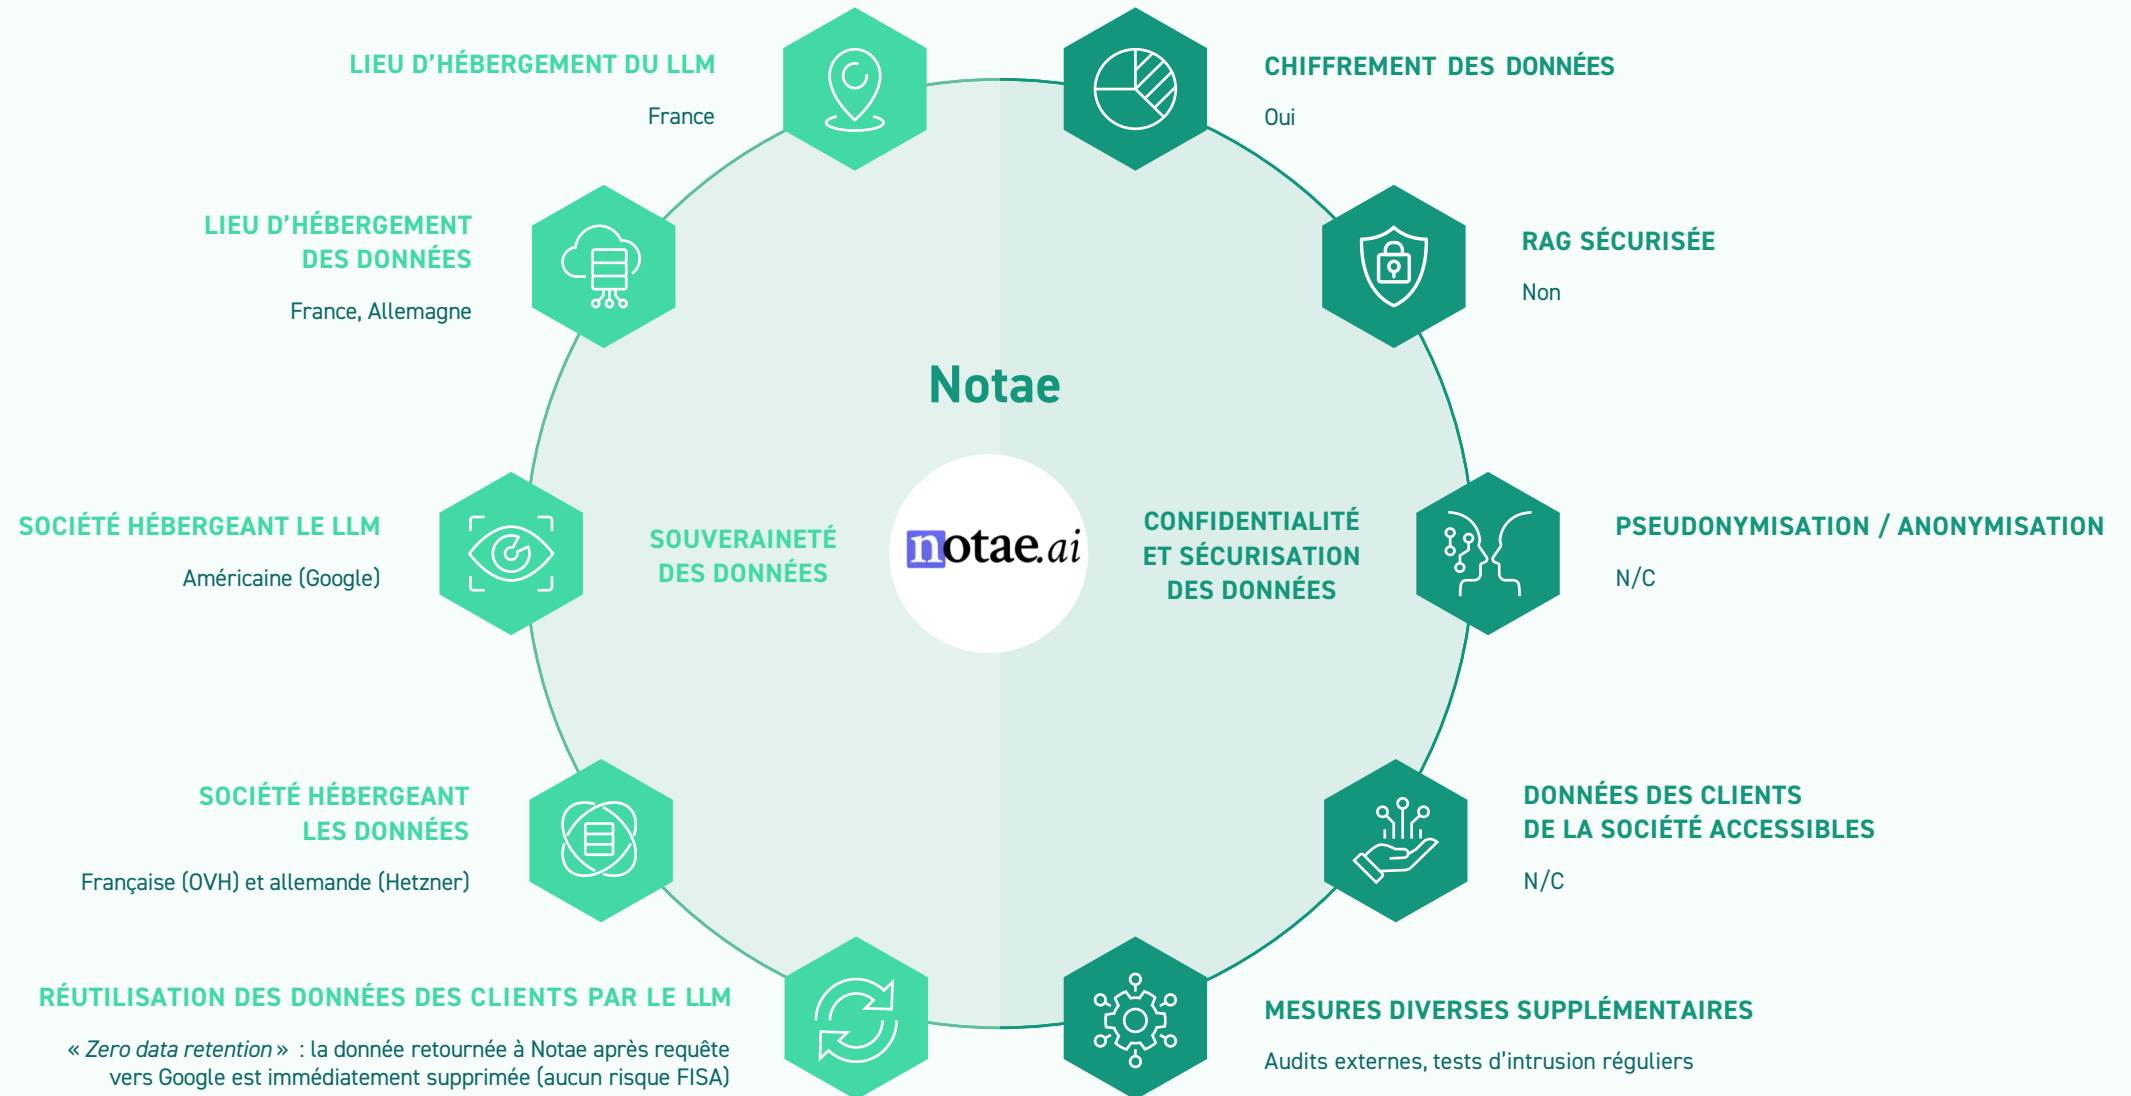 LIEU D’HÉBERGEMENT DU LLM
France
LIEU D’HÉBERGEMENT
DES DONNÉES
France, Allemagne
SOCIÉTÉ HÉBERGEANT LE LLM
Américaine (Google)
SOCIÉTÉ HÉBERGEANT
LES DONNÉES
Française (OVH) et allemande (Hetzner)
RÉUTILISATION DES DONNÉES DES CLIENTS PAR LE LLM
« Zero data retention » : la donnée retournée à Notae après requête
vers Google est immédiatement supprimée (aucun risque FISA)
Notae
SOUVERAINETÉ
DES DONNÉES
notae.ai
CONFIDENTIALITÉ
ET SÉCURISATION
DES DONNÉES
CHIFFREMENT DES DONNÉES
Oui
RAG SÉCURISÉE
Non
PSEUDONYMISATION / ANONYMISATION
N/C
DONNÉES DES CLIENTS
DE LA SOCIÉTÉ ACCESSIBLES
N/C
MESURES DIVERSES SUPPLÉMENTAIRES
Audits externes, tests d’intrusion réguliers